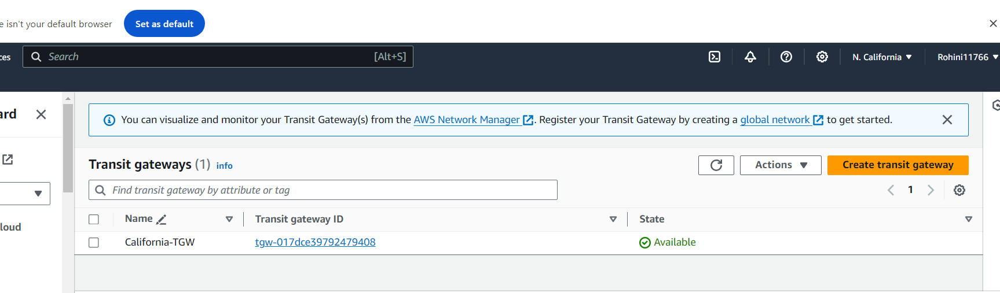 e isn't your default browser Set as default
ces Search [Alt+S] N. California Rohini11766
ard
You can visualize and monitor your Transit Gateway(s) from the AWS Network Manager. Register your Transit Gateway by creating a global network to get started.
Transit gateways (1) info Actions Create transit gateway
Find transit gateway by attribute or tag 1
loud
Name Transit gateway ID State
California-TGW tgw-017dce39792479408 Available